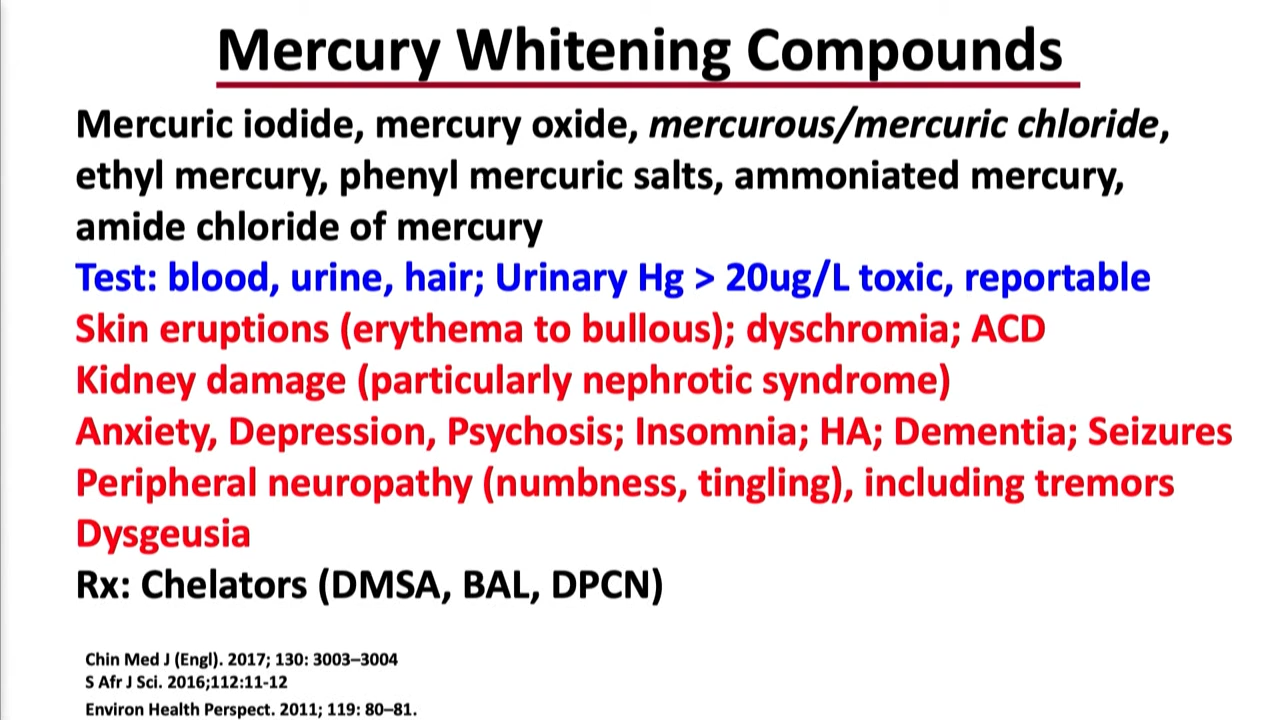 Mercury Whitening Compounds
Mercuric iodide, mercury oxide, mercurous/mercuric chloride,
ethyl mercury, phenyl mercuric salts, ammoniated mercury,
amide chloride of mercury
Test: blood, urine, hair; Urinary Hg > 20ug/L toxic, reportable
Skin eruptions (erythema to bullous); dyschromia; ACD
Kidney damage (particularly nephrotic syndrome)
Anxiety, Depression, Psychosis; Insomnia; HA; Dementia; Seizures
Peripheral neuropathy (numbness, tingling), including tremors
Dysgeusia
Rx: Chelators (DMSA, BAL, DPCN)
Chin Med J (Engl). 2017; 130: 3003–3004
S Afr J Sci. 2016;112:11-12
Environ Health Perspect. 2011; 119: 80–81.